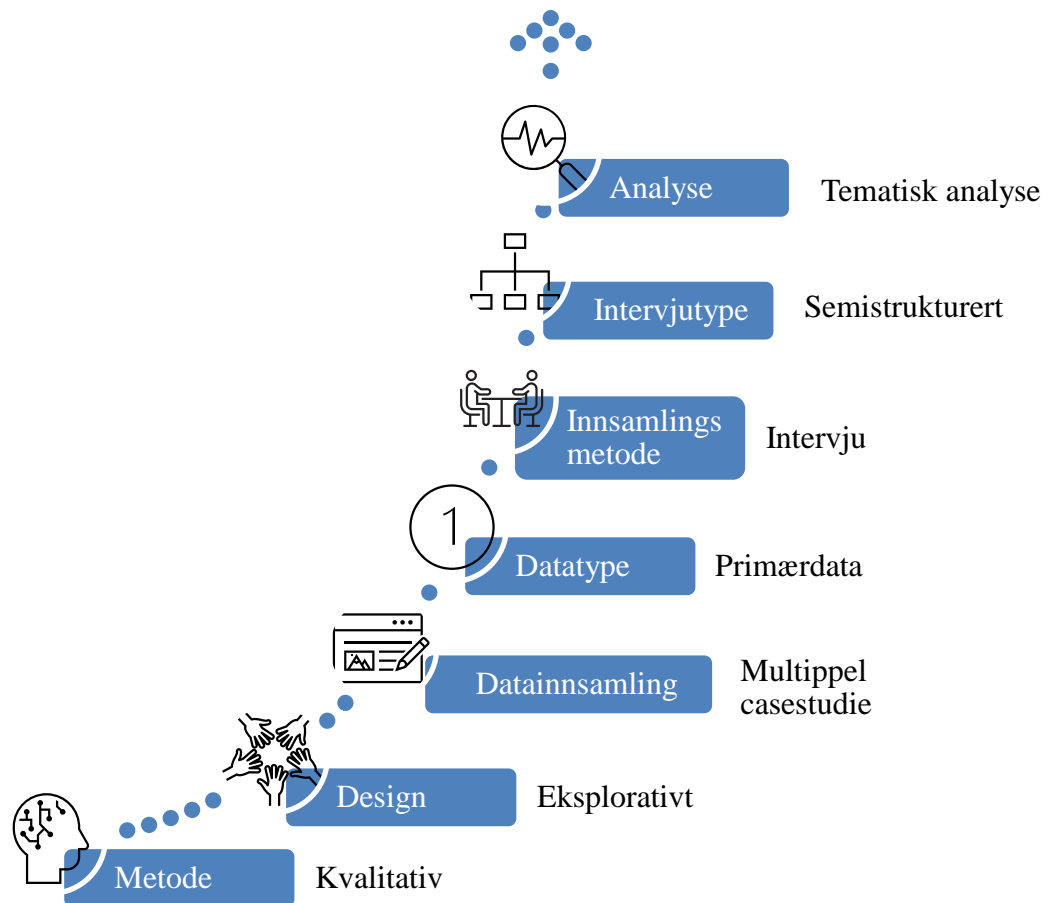 Analyse
Tematisk analyse
Intervjutype
Semistrukturert
Innsamlings
metode
Intervju
1
Datatype
Primærdata
Datainnsamling
Multippel
casestudie
Design
Eksplorativt
Metode
Kvalitativ